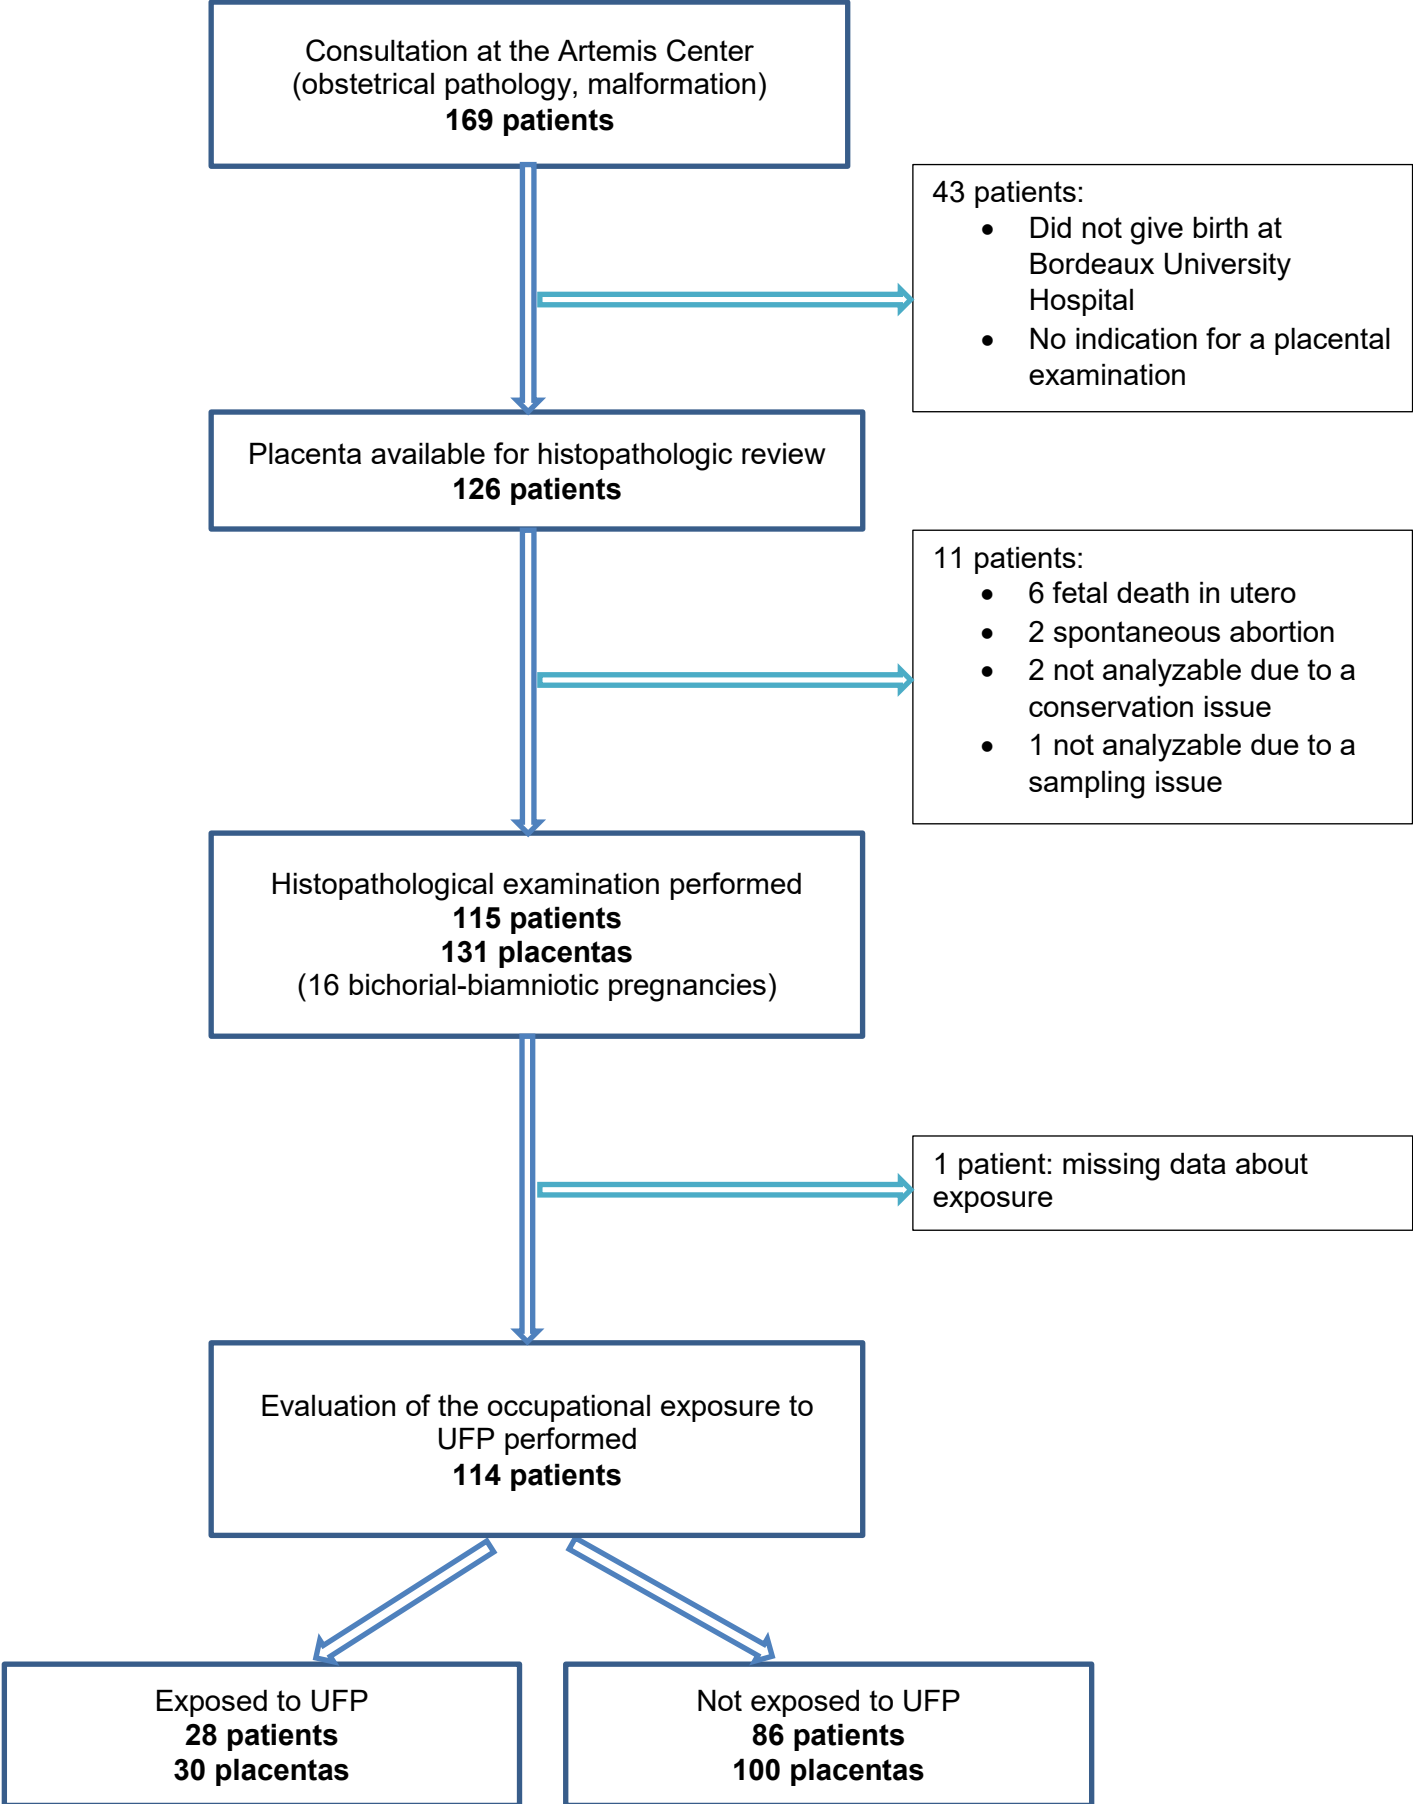 Consultation at the Artemis Center
(obstetrical pathology, malformation)
169 patients
43 patients:
• Did not give birth at
Bordeaux University
Hospital
• No indication for a placental
examination
Placenta available for histopathologic review
126 patients
11 patients:
• 6 fetal death in utero
• 2 spontaneous abortion
• 2 not analyzable due to a
conservation issue
• 1 not analyzable due to a
sampling issue
Histopathological examination performed
115 patients
131 placentas
(16 bichorial-biamniotic pregnancies)
1 patient: missing data about
exposure
Evaluation of the occupational exposure to
UFP performed
114 patients
Exposed to UFP
28 patients
30 placentas
Not exposed to UFP
86 patients
100 placentas